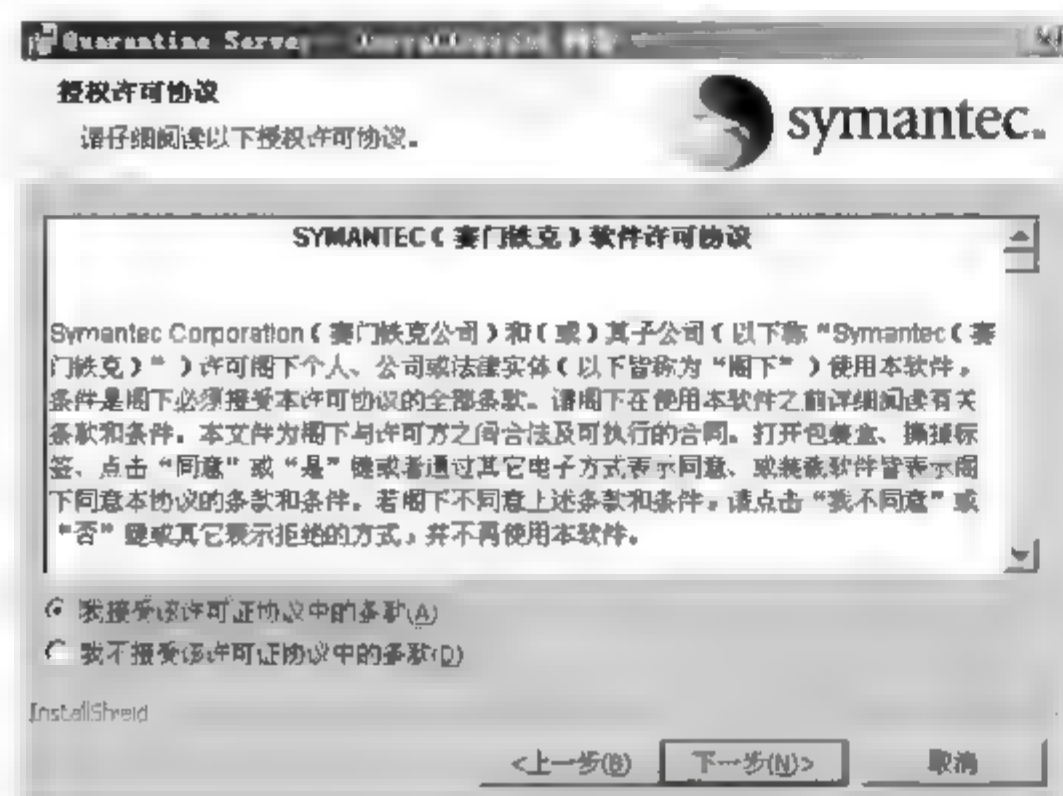 Quarantine Server - InstallShield
授权许可协议
请仔细阅读以下授权许可协议。
symantec.
SYMANTEC（赛门铁克）软件许可协议
Symantec Corporation（赛门铁克公司）和（或）其子公司（以下称“Symantec（赛
门铁克）”）许可阁下个人、公司或法律实体（以下皆称为“阁下”）使用本软件，
条件是阁下必须接受本许可协议的全部条款。请阁下在使用本软件之前详细阅读有关
条款和条件。本文件为阁下与许可方之间合法及可执行的合同。打开包装盒、撕掉标
签、点击“同意”或“是”键或者通过其它电子方式表示同意、或装载软件皆表示阁
下同意本协议的条款和条件。若阁下不同意上述条款和条件，请点击“我不同意”或
“否”键或其它表示拒绝的方式，并不再使用本软件。
我接受该许可证协议中的条款(A)
我不接受该许可证协议中的条款(D)
InstallShield
<上一步(B)
下一步(N)>
取消